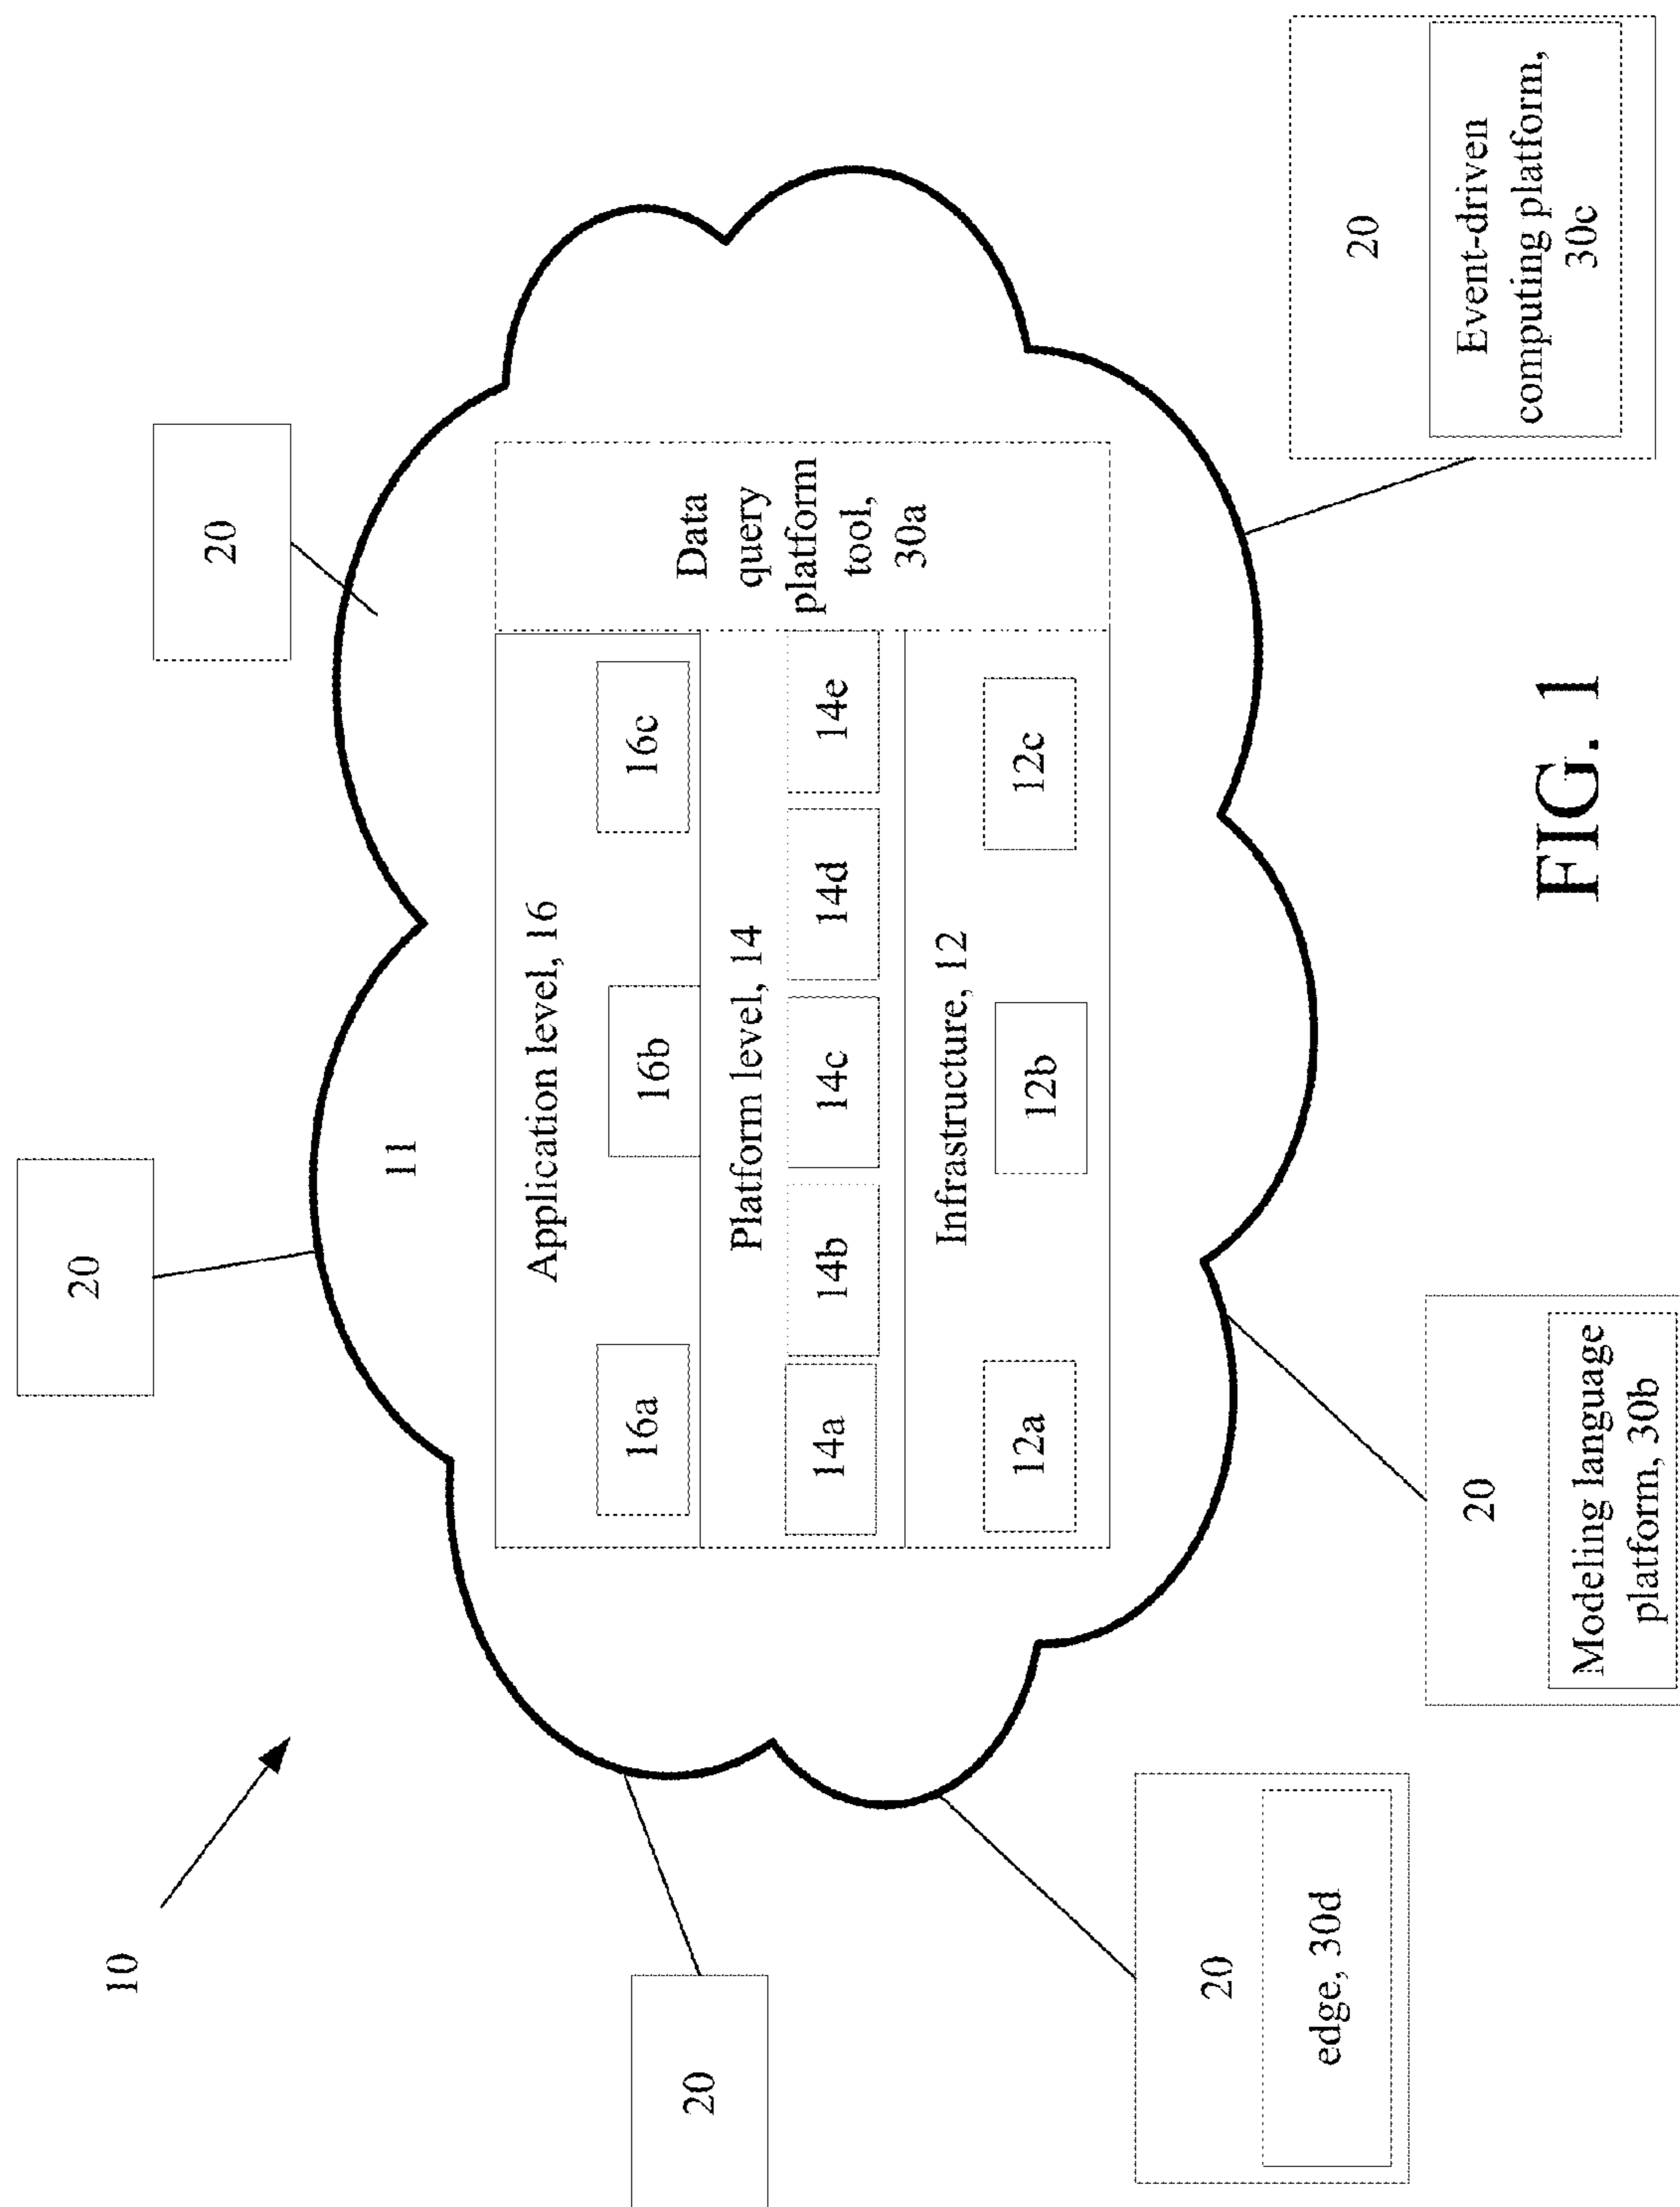 10
20
20
20
11
Application level, 16
16a
16b
16c
Platform level, 14
14a
14b
14c
14d
14e
Infrastructure, 12
12a
12b
12c
Data
query
platform
tool,
30a
20
edge, 30d
20
Modeling language
platform, 30b
20
Event-driven
computing platform,
30c
FIG. 1